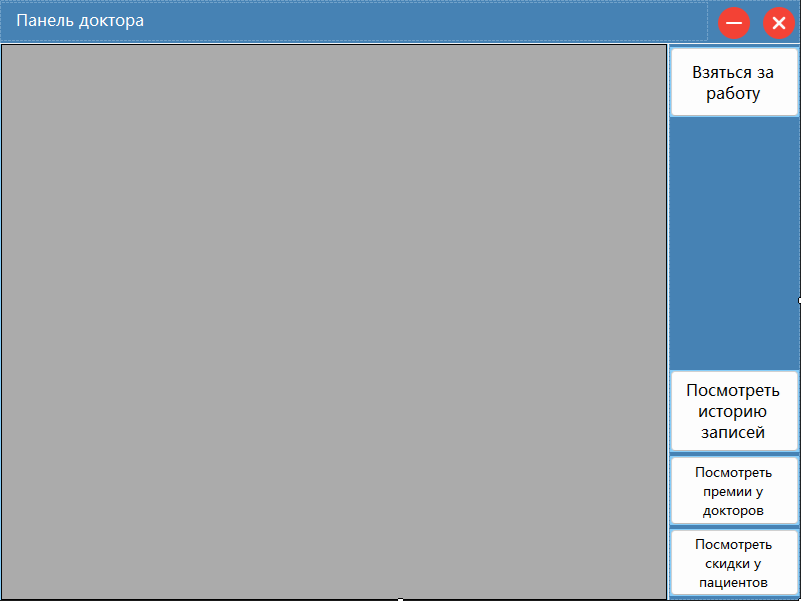 Панель доктора
Взяться за
работу
Посмотреть
историю
записей
Посмотреть
премии у
докторов
Посмотреть
скидки у
пациентов